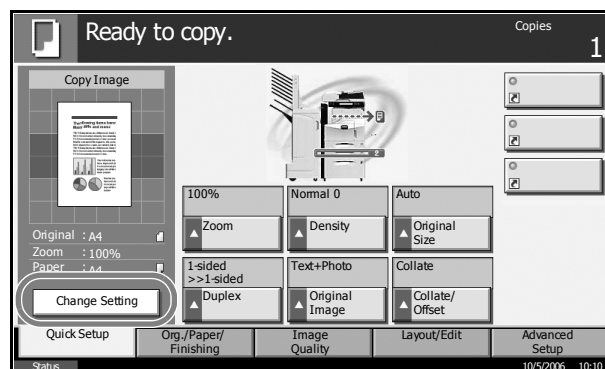 Ready to copy.
Copies
1
Copy Image
Original : A4
Zoom : 100%
Paper : A4
Change Setting
100%
Zoom
Normal 0
Density
Auto
Original
Size
1-sided
>>1-sided
Duplex
Text+Photo
Original
Image
Collate
Collate/
Offset
2
Quick Setup
Org./Paper/
Finishing
Image
Quality
Layout/Edit
Advanced
Setup
Status
10/5/2006 10:10